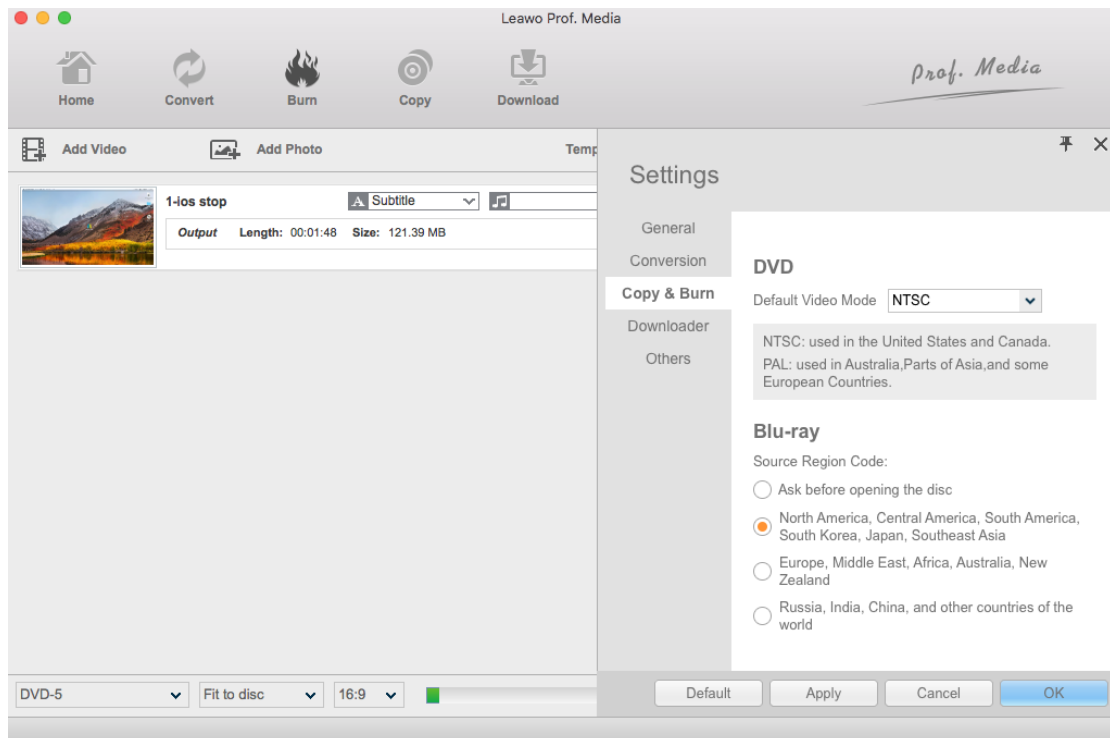 Leawo Prof. Media
Home
Convert
Burn
Copy
Download
Prof. Media
Add Video
Add Photo
Temp
1-ios stop
A Subtitle
Output Length: 00:01:48 Size: 121.39 MB
Settings
General
Conversion
Copy & Burn
Downloader
Others
DVD
Default Video Mode NTSC
NTSC: used in the United States and Canada.
PAL: used in Australia,Parts of Asia,and some
European Countries.
Blu-ray
Source Region Code:
Ask before opening the disc
North America, Central America, South America,
South Korea, Japan, Southeast Asia
Europe, Middle East, Africa, Australia, New
Zealand
Russia, India, China, and other countries of the
world
DVD-5
Fit to disc
16:9
Default
Apply
Cancel
OK